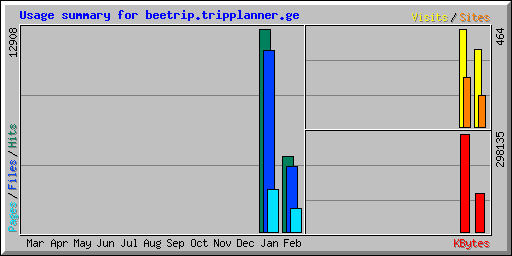 Usage summary for beetrip.tripplanner.ge
Visits/Sites
12908
464
Pages/Files/Hits
298135
Mar Apr May Jun Jul Aug Sep Oct Nov Dec Jan Feb
KBytes